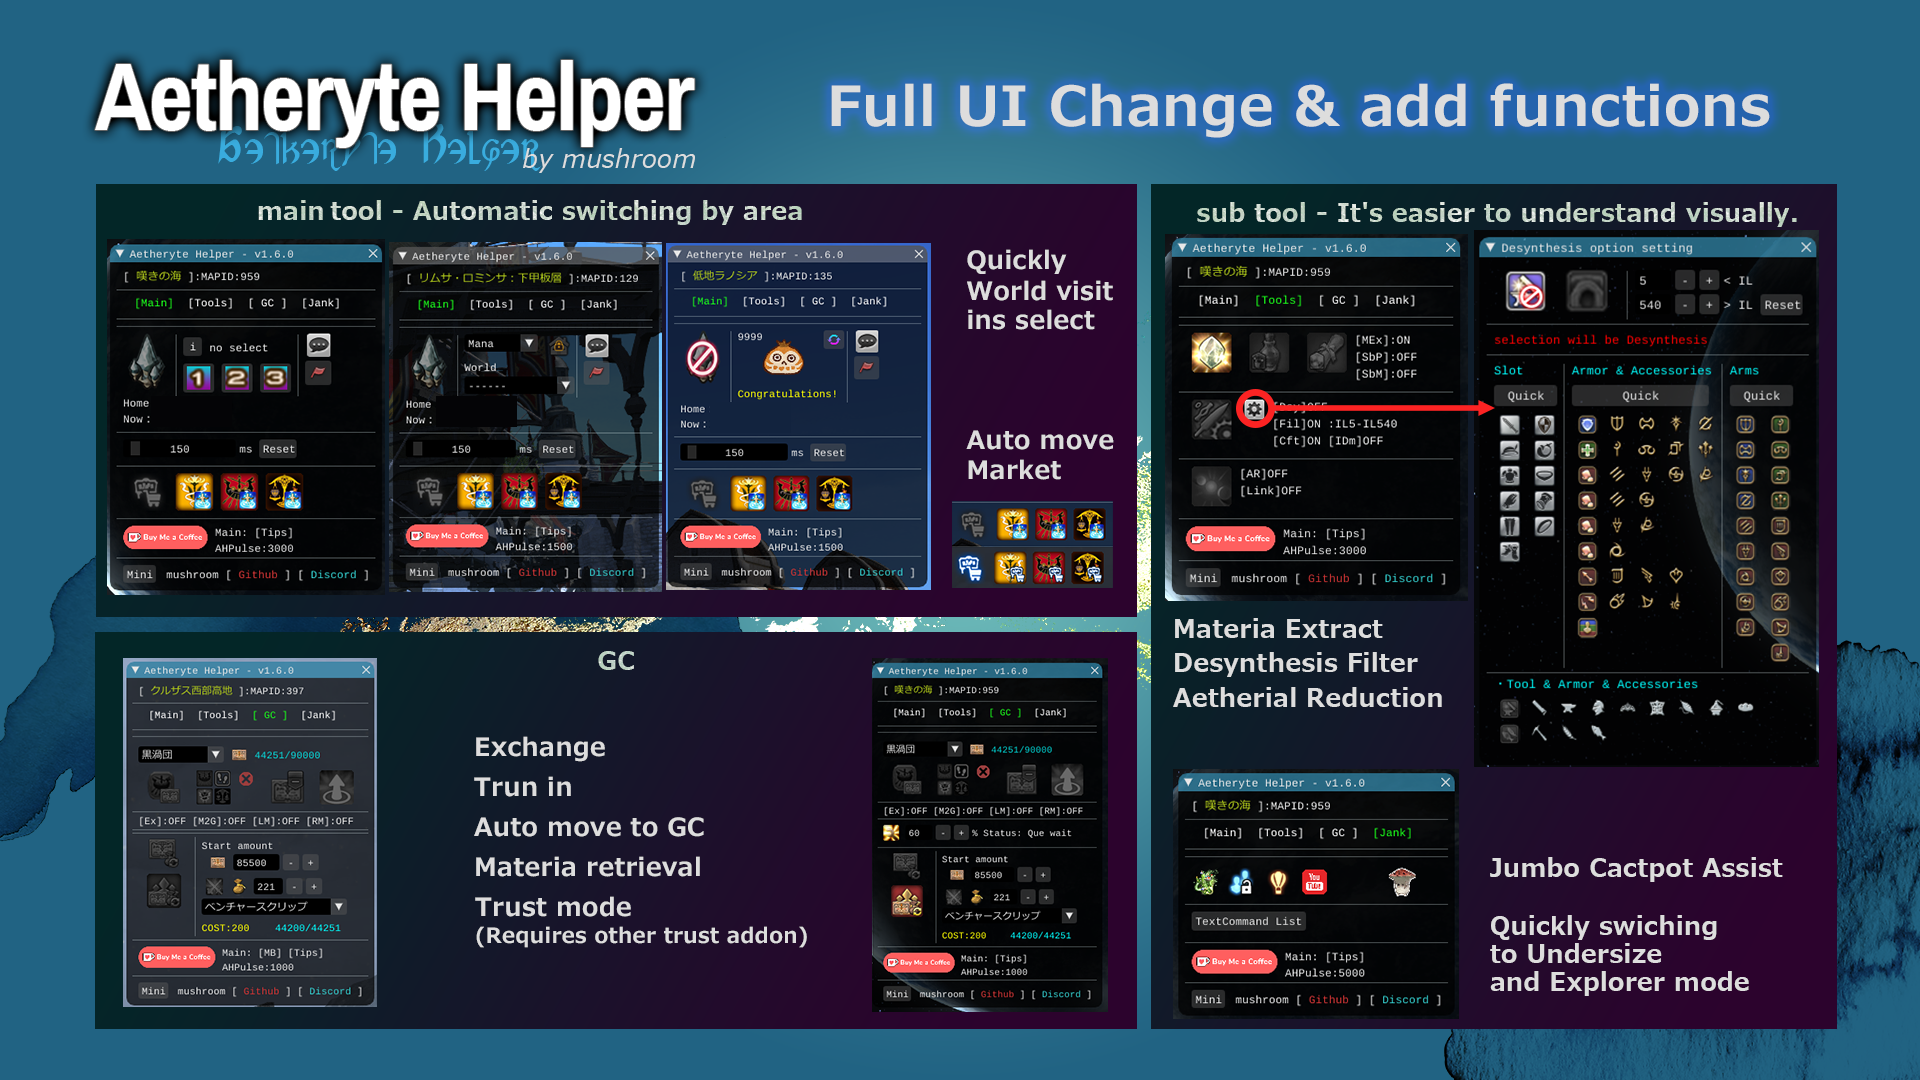 Aetheryte Helper
by mushroom
Full UI Change & add functions
main tool - Automatic switching by area
Aetheryte Helper - v1.6.0
[ 嘆きの海 ]:MAPID:959
[Main] [Tools] [ GC ] [Jank]
i no select
1 2 3
Home
Now：
150 ms Reset
Buy Me a Coffee
Main: [Tips]
AHPulse:3000
Mini mushroom [ Github ] [ Discord ]
Aetheryte Helper - v1.6.0
[ リムサ・ロミンサ：下甲板層 ]:MAPID:129
[Main] [Tools] [ GC ] [Jank]
Mana
World
------
Home
Now：
150 ms Reset
Buy Me a Coffee
Main: [Tips]
AHPulse:1500
Mini mushroom [ Github ] [ Discord ]
Aetheryte Helper - v1.6.0
[ 低地ラノシア ]:MAPID:135
[Main] [Tools] [ GC ] [Jank]
9999
Congratulations!
Home
Now：
150 ms Reset
Buy Me a Coffee
Main: [Tips]
AHPulse:1500
Mini mushroom [ Github ] [ Discord ]
Quickly
World visit
ins select
Auto move
Market
GC
Aetheryte Helper - v1.6.0
[ クルザス西部高地 ]:MAPID:397
[Main] [Tools] [ GC ] [Jank]
黒渦団 44251/90000
[Ex]:OFF [M2G]:OFF [LM]:OFF [RM]:OFF
Start amount
85500 - +
221 - +
ベンチャースクリップ
COST:200 44200/44251
Buy Me a Coffee
Main: [MB] [Tips]
AHPulse:1000
Mini mushroom [ Github ] [ Discord ]
Exchange
Trun in
Auto move to GC
Materia retrieval
Trust mode
(Requires other trust addon)
Aetheryte Helper - v1.6.0
[ 嘆きの海 ]:MAPID:959
[Main] [Tools] [ GC ] [Jank]
黒渦団 44251/90000
[Ex]:OFF [M2G]:OFF [LM]:OFF [RM]:OFF
60 - + % Status: Que wait
Start amount
85500 - +
221 - +
ベンチャースクリップ
COST:200 44200/44251
Buy Me a Coffee
Main: [Tips]
AHPulse:1000
Mini mushroom [ Github ] [ Discord ]
sub tool - It's easier to understand visually.
Aetheryte Helper - v1.6.0
[ 嘆きの海 ]:MAPID:959
[Main] [Tools] [ GC ] [Jank]
[MEx]:ON
[SbP]:OFF
[SbM]:OFF
[Fil]ON :IL5-IL540
[Cft]ON [IDm]OFF
[AR]OFF
[Link]OFF
Buy Me a Coffee
Main: [Tips]
AHPulse:3000
Mini mushroom [ Github ] [ Discord ]
Desynthesis option setting
5 - + < IL
540 - + > IL Reset
selection will be Desynthesis
Slot Armor & Accessories Arms
Quick Quick Quick
・Tool & Armor & Accessories
Materia Extract
Desynthesis Filter
Aetherial Reduction
Aetheryte Helper - v1.6.0
[ 嘆きの海 ]:MAPID:959
[Main] [Tools] [ GC ] [Jank]
You
Tube
TextCommand List
Buy Me a Coffee
Main: [Tips]
AHPulse:5000
Mini mushroom [ Github ] [ Discord ]
Jumbo Cactpot Assist
Quickly swiching
to Undersize
and Explorer mode